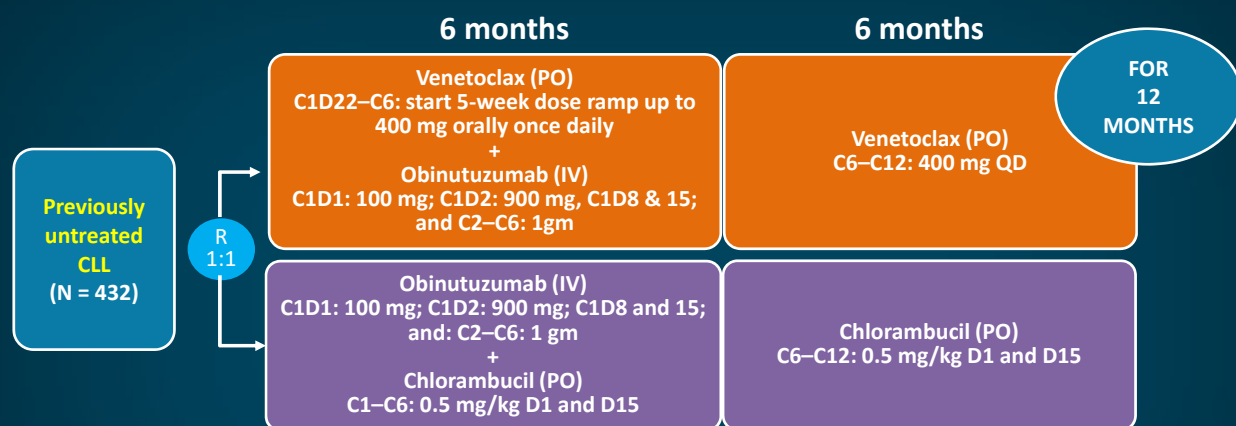 6 months
6 months
FOR
12
MONTHS
Venetoclax (PO)
C1D22–C6: start 5-week dose ramp up to
400 mg orally once daily
+
Obinutuzumab (IV)
C1D1: 100 mg; C1D2: 900 mg, C1D8 & 15;
and C2–C6: 1gm
Venetoclax (PO)
C6–C12: 400 mg QD
Previously
untreated
CLL
(N = 432)
R
1:1
Obinutuzumab (IV)
C1D1: 100 mg; C1D2: 900 mg; C1D8 and 15;
and: C2–C6: 1 gm
+
Chlorambucil (PO)
C1–C6: 0.5 mg/kg D1 and D15
Chlorambucil (PO)
C6–C12: 0.5 mg/kg D1 and D15